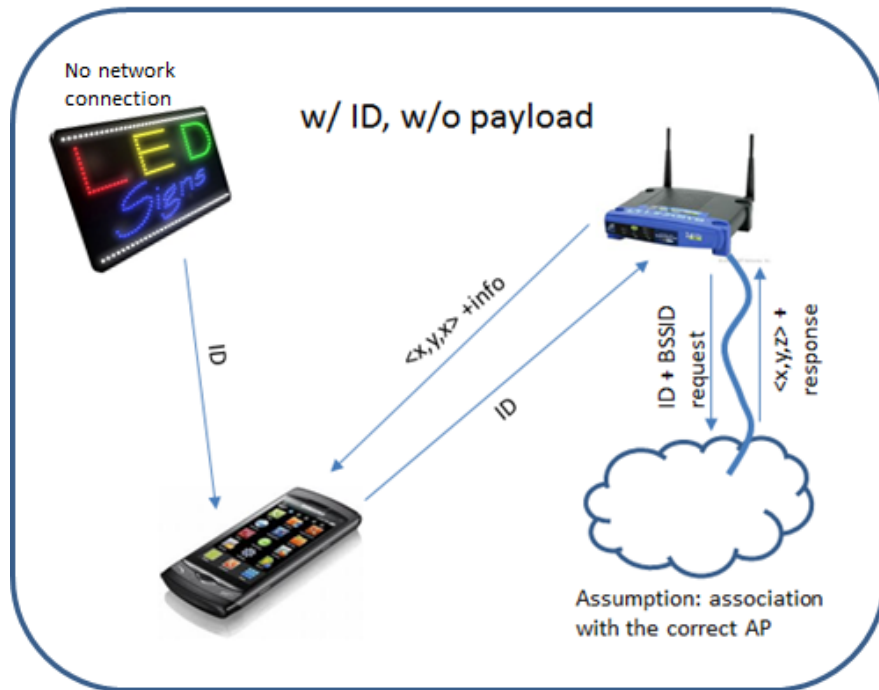 No network
connection
w/ ID, w/o payload
LED
Signs
ID
<x,y,x> +info
ID
ID + BSSID
request
<x,y,z> +
response
Assumption: association
with the correct AP